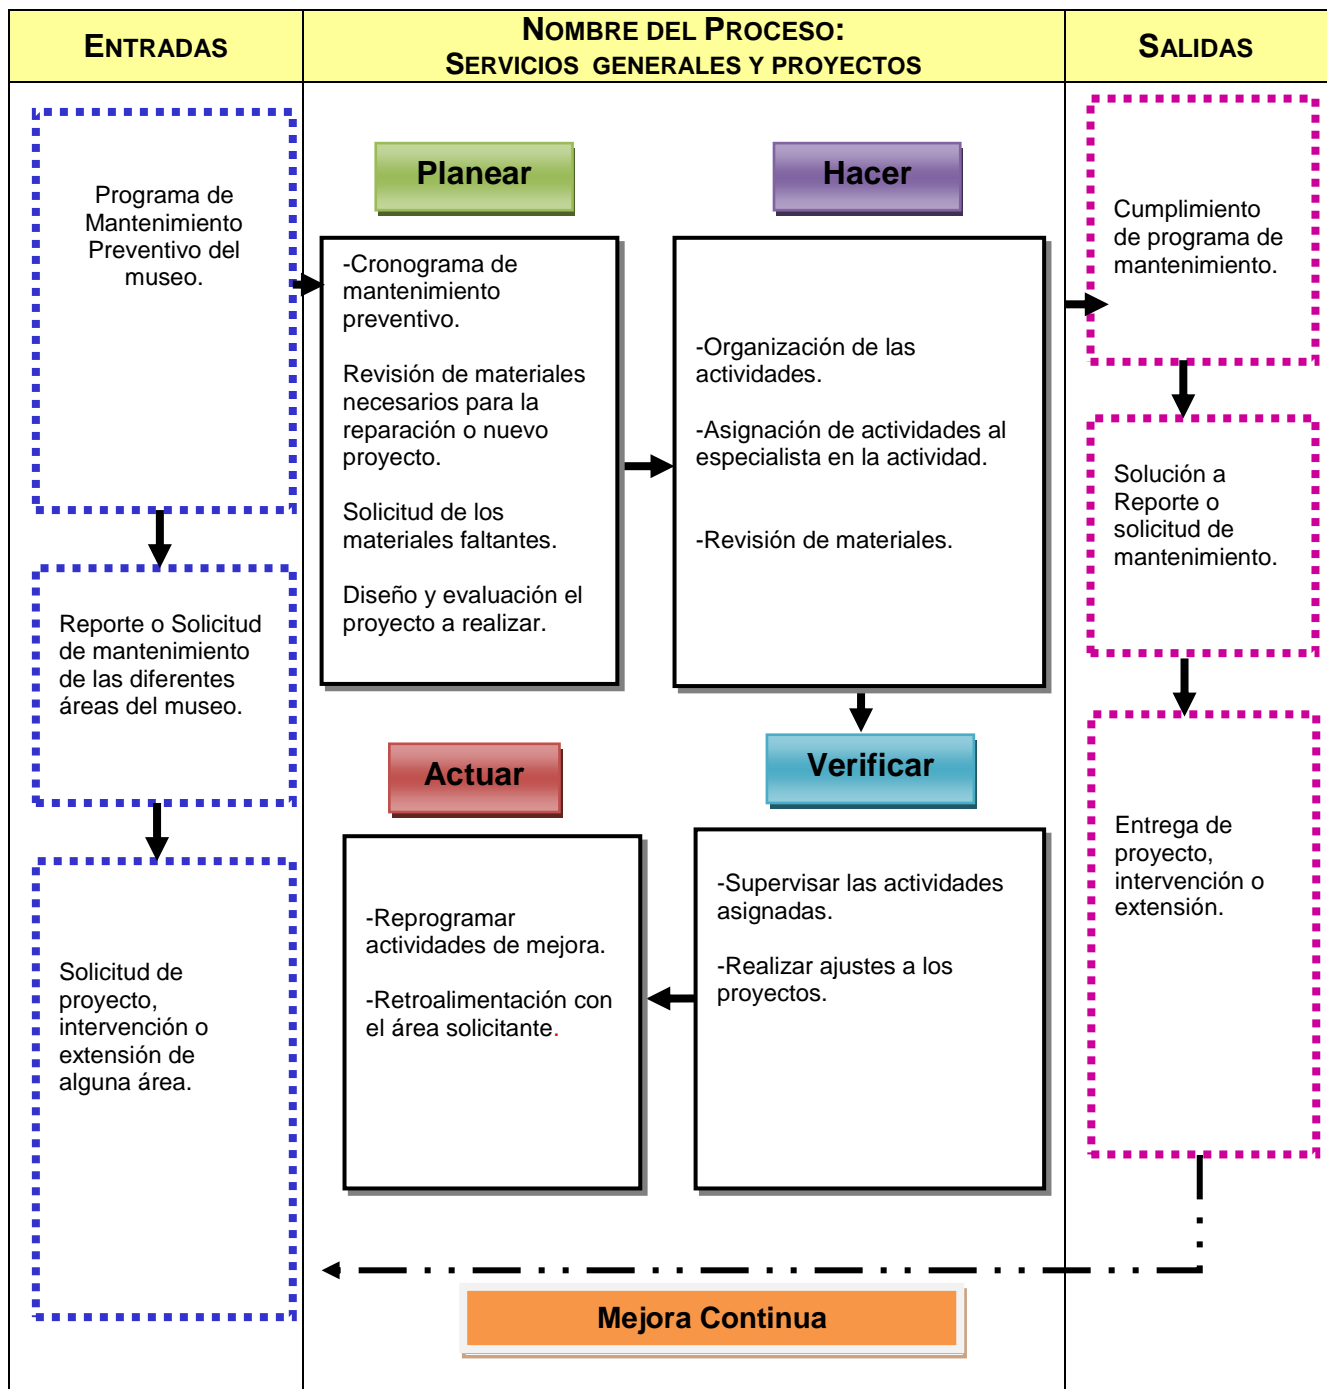 ENTRADAS
NOMBRE DEL PROCESO:
SERVICIOS GENERALES Y PROYECTOS
SALIDAS
Programa de
Mantenimiento
Preventivo del
museo.
Reporte o Solicitud
de mantenimiento
de las diferentes
áreas del museo.
Solicitud de
proyecto,
intervención o
extensión de
alguna área.
Planear
-Cronograma de
mantenimiento
preventivo.
Revisión de materiales
necesarios para la
reparación o nuevo
proyecto.
Solicitud de los
materiales faltantes.
Diseño y evaluación el
proyecto a realizar.
Hacer
-Organización de las
actividades.
-Asignación de actividades al
especialista en la actividad.
-Revisión de materiales.
Verificar
-Supervisar las actividades
asignadas.
-Realizar ajustes a los
proyectos.
Actuar
-Reprogramar
actividades de mejora.
-Retroalimentación con
el área solicitante.
Cumplimiento
de programa de
mantenimiento.
Solución a
Reporte o
solicitud de
mantenimiento.
Entrega de
proyecto,
intervención o
extensión.
Mejora Continua